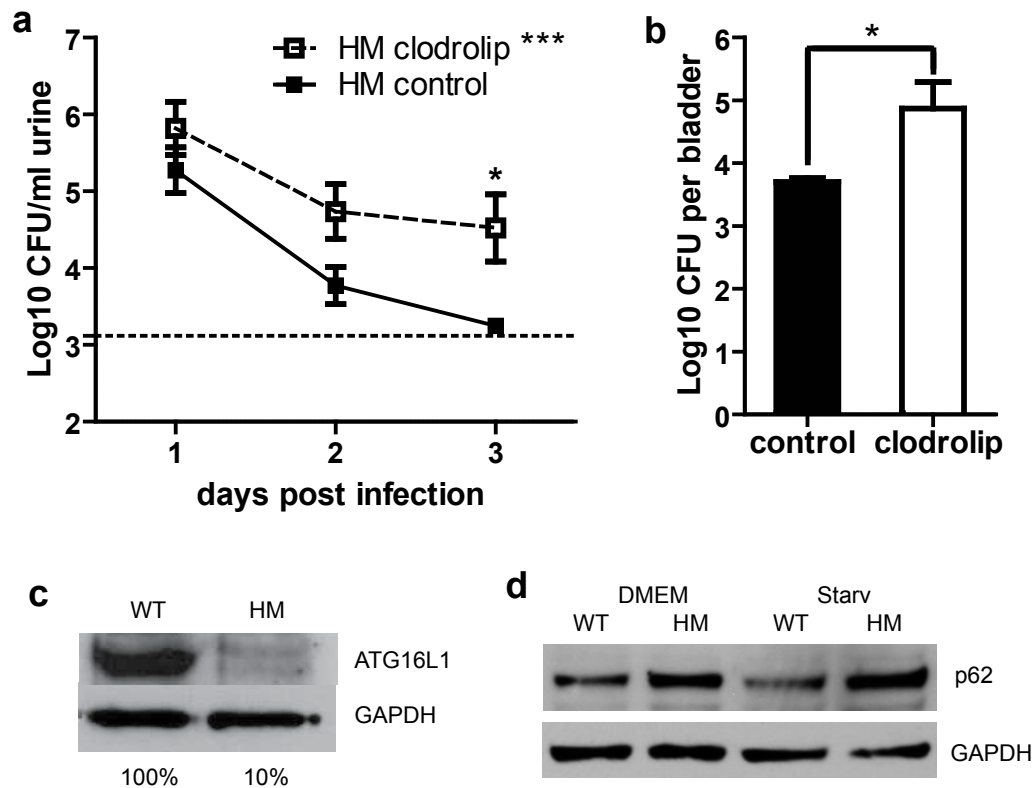 a
7
6
5
4
3
2
Log10 CFU/ml urine
HM clodrolip ***
HM control
*
1 2 3
days post infection
b
6
5
4
3
2
1
0
Log10 CFU per bladder
*
control clodrolip
c
WT HM
ATG16L1
GAPDH
100% 10%
d
DMEM Starv
WT HM WT HM
p62
GAPDH